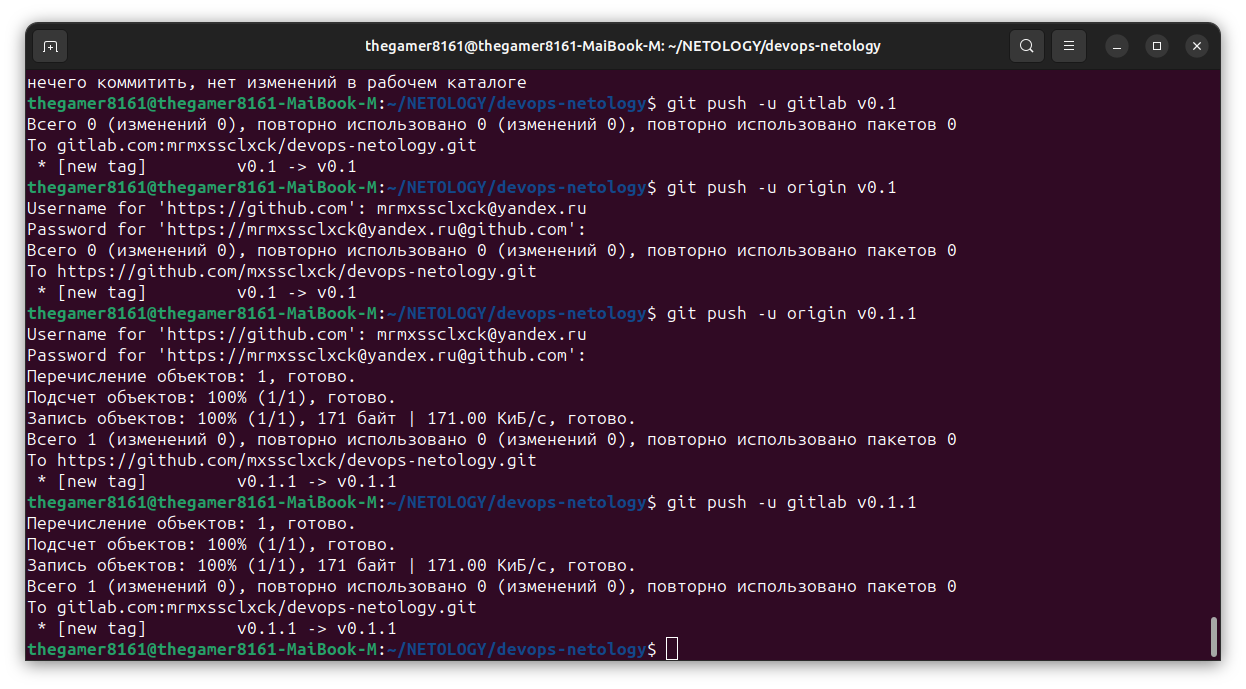 thegamer8161@thegamer8161-MaiBook-M: ~/NETOLOGY/devops-netology
нечего коммитить, нет изменений в рабочем каталоге
thegamer8161@thegamer8161-MaiBook-M:~/NETOLOGY/devops-netology$ git push -u gitlab v0.1
Всего 0 (изменений 0), повторно использовано 0 (изменений 0), повторно использовано пакетов 0
To gitlab.com:mrmxssclxck/devops-netology.git
 * [new tag]         v0.1 -> v0.1
thegamer8161@thegamer8161-MaiBook-M:~/NETOLOGY/devops-netology$ git push -u origin v0.1
Username for 'https://github.com': mrmxssclxck@yandex.ru
Password for 'https://mrmxssclxck@yandex.ru@github.com':
Всего 0 (изменений 0), повторно использовано 0 (изменений 0), повторно использовано пакетов 0
To https://github.com/mxssclxck/devops-netology.git
 * [new tag]         v0.1 -> v0.1
thegamer8161@thegamer8161-MaiBook-M:~/NETOLOGY/devops-netology$ git push -u origin v0.1.1
Username for 'https://github.com': mrmxssclxck@yandex.ru
Password for 'https://mrmxssclxck@yandex.ru@github.com':
Перечисление объектов: 1, готово.
Подсчет объектов: 100% (1/1), готово.
Запись объектов: 100% (1/1), 171 байт | 171.00 КиБ/с, готово.
Всего 1 (изменений 0), повторно использовано 0 (изменений 0), повторно использовано пакетов 0
To https://github.com/mxssclxck/devops-netology.git
 * [new tag]         v0.1.1 -> v0.1.1
thegamer8161@thegamer8161-MaiBook-M:~/NETOLOGY/devops-netology$ git push -u gitlab v0.1.1
Перечисление объектов: 1, готово.
Подсчет объектов: 100% (1/1), готово.
Запись объектов: 100% (1/1), 171 байт | 171.00 КиБ/с, готово.
Всего 1 (изменений 0), повторно использовано 0 (изменений 0), повторно использовано пакетов 0
To gitlab.com:mrmxssclxck/devops-netology.git
 * [new tag]         v0.1.1 -> v0.1.1
thegamer8161@thegamer8161-MaiBook-M:~/NETOLOGY/devops-netology$